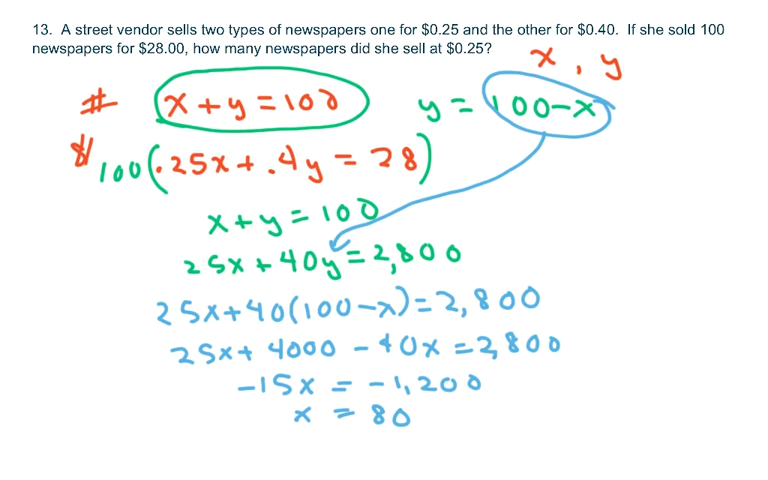 13. A street vendor sells two types of newspapers one for $0.25 and the other for $0.40. If she sold 100
newspapers for $28.00, how many newspapers did she sell at $0.25?
x , y
# x + y = 100 y = 100-x
$ 100(.25x + .4y = 28)
x + y = 100
25x + 40y = 2,800
25x + 40(100-x) = 2,800
25x + 4000 - 40x = 2,800
-15x = -1,200
x = 80